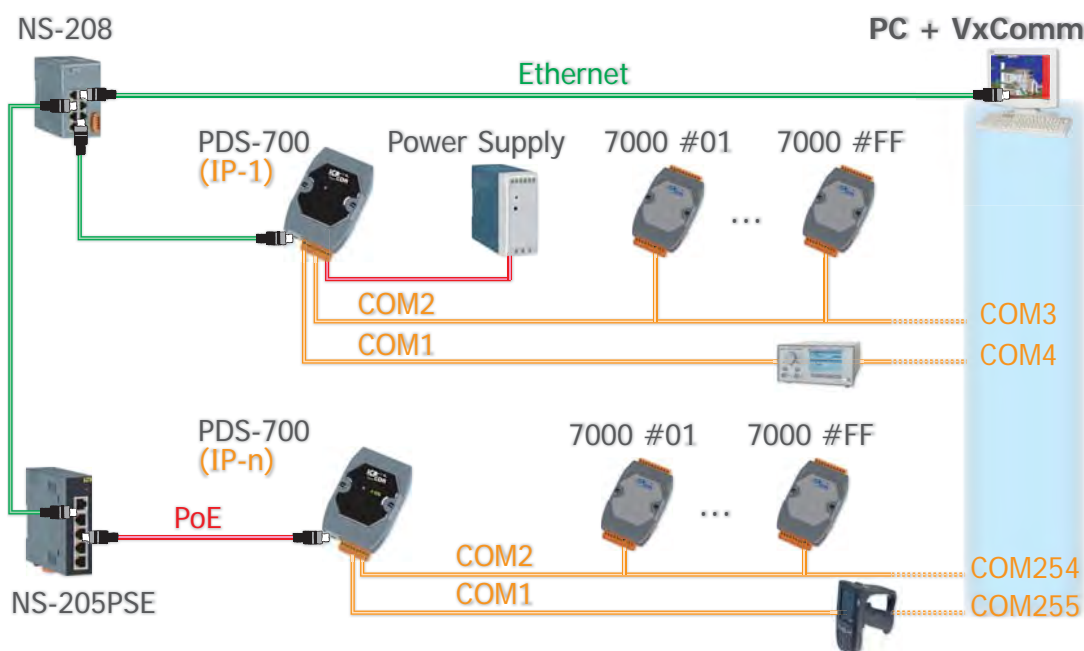 NS-208
PC + VxComm
Ethernet
PDS-700
(IP-1)
Power Supply
7000 #01
7000 #FF
...
COM2
COM3
COM1
COM4
PDS-700
(IP-n)
7000 #01
7000 #FF
...
PoE
COM2
COM254
COM1
COM255
NS-205PSE